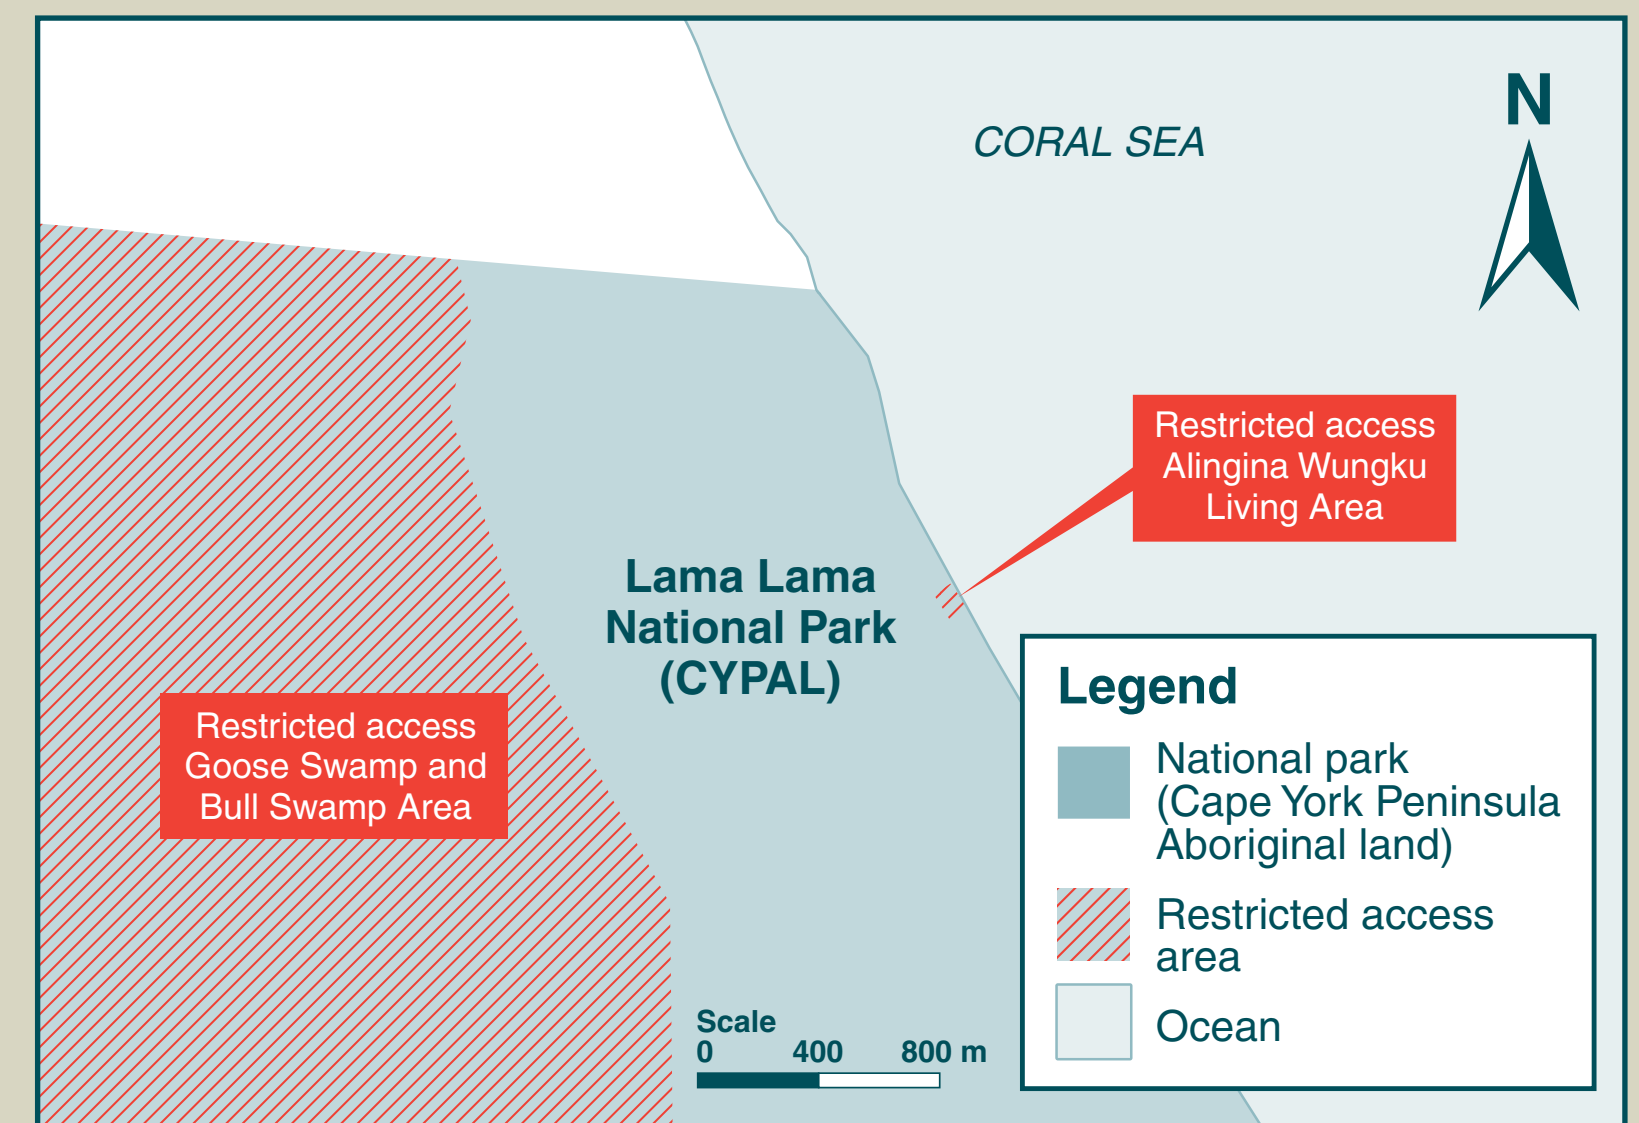 CORAL SEA
N
Restricted access
Alingina Wungku
Living Area
Lama Lama
National Park
(CYPAL)
Restricted access
Goose Swamp and
Bull Swamp Area
Legend
National park
(Cape York Peninsula
Aboriginal land)
Restricted access
area
Ocean
Scale
0 400 800 m